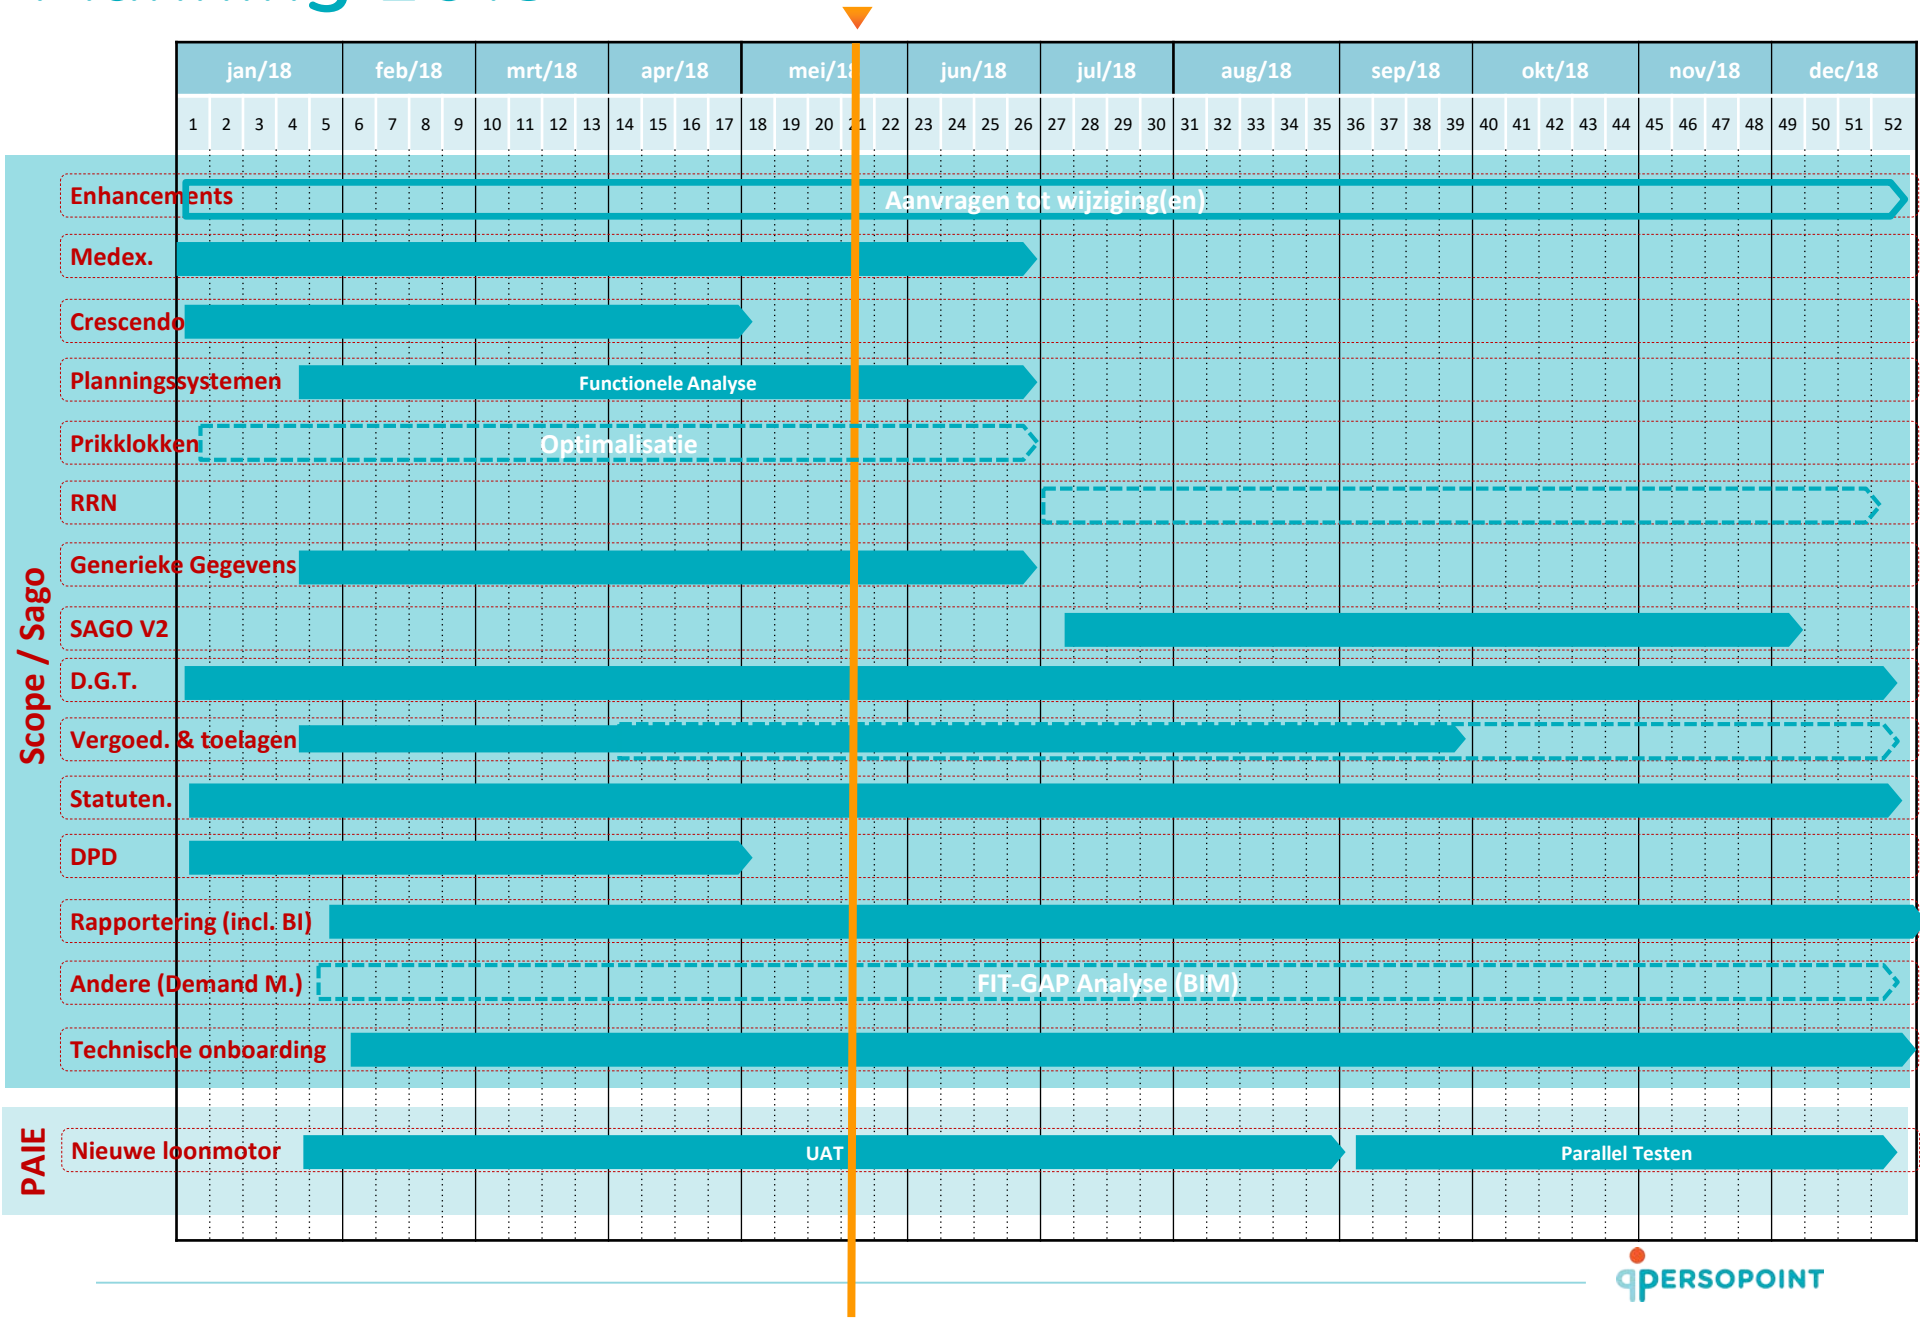 jan/18 feb/18 mrt/18 apr/18 mei/18 jun/18 jul/18 aug/18 sep/18 okt/18 nov/18 dec/18
1 2 3 4 5 6 7 8 9 10 11 12 13 14 15 16 17 18 19 20 21 22 23 24 25 26 27 28 29 30 31 32 33 34 35 36 37 38 39 40 41 42 43 44 45 46 47 48 49 50 51 52
Scope / Sago
Enhancements Aanvragen tot wijziging(en)
Medex.
Crescendo
Planningssystemen Functionele Analyse
Prikklokken Optimalisatie
RRN
Generieke Gegevens
SAGO V2
D.G.T.
Vergoed. & toelagen
Statuten.
DPD
Rapportering (incl. BI)
Andere (Demand M.) FIT-GAP Analyse (BIM)
Technische onboarding
PAIE
Nieuwe loonmotor UAT Parallel Testen
PERSOPOINT